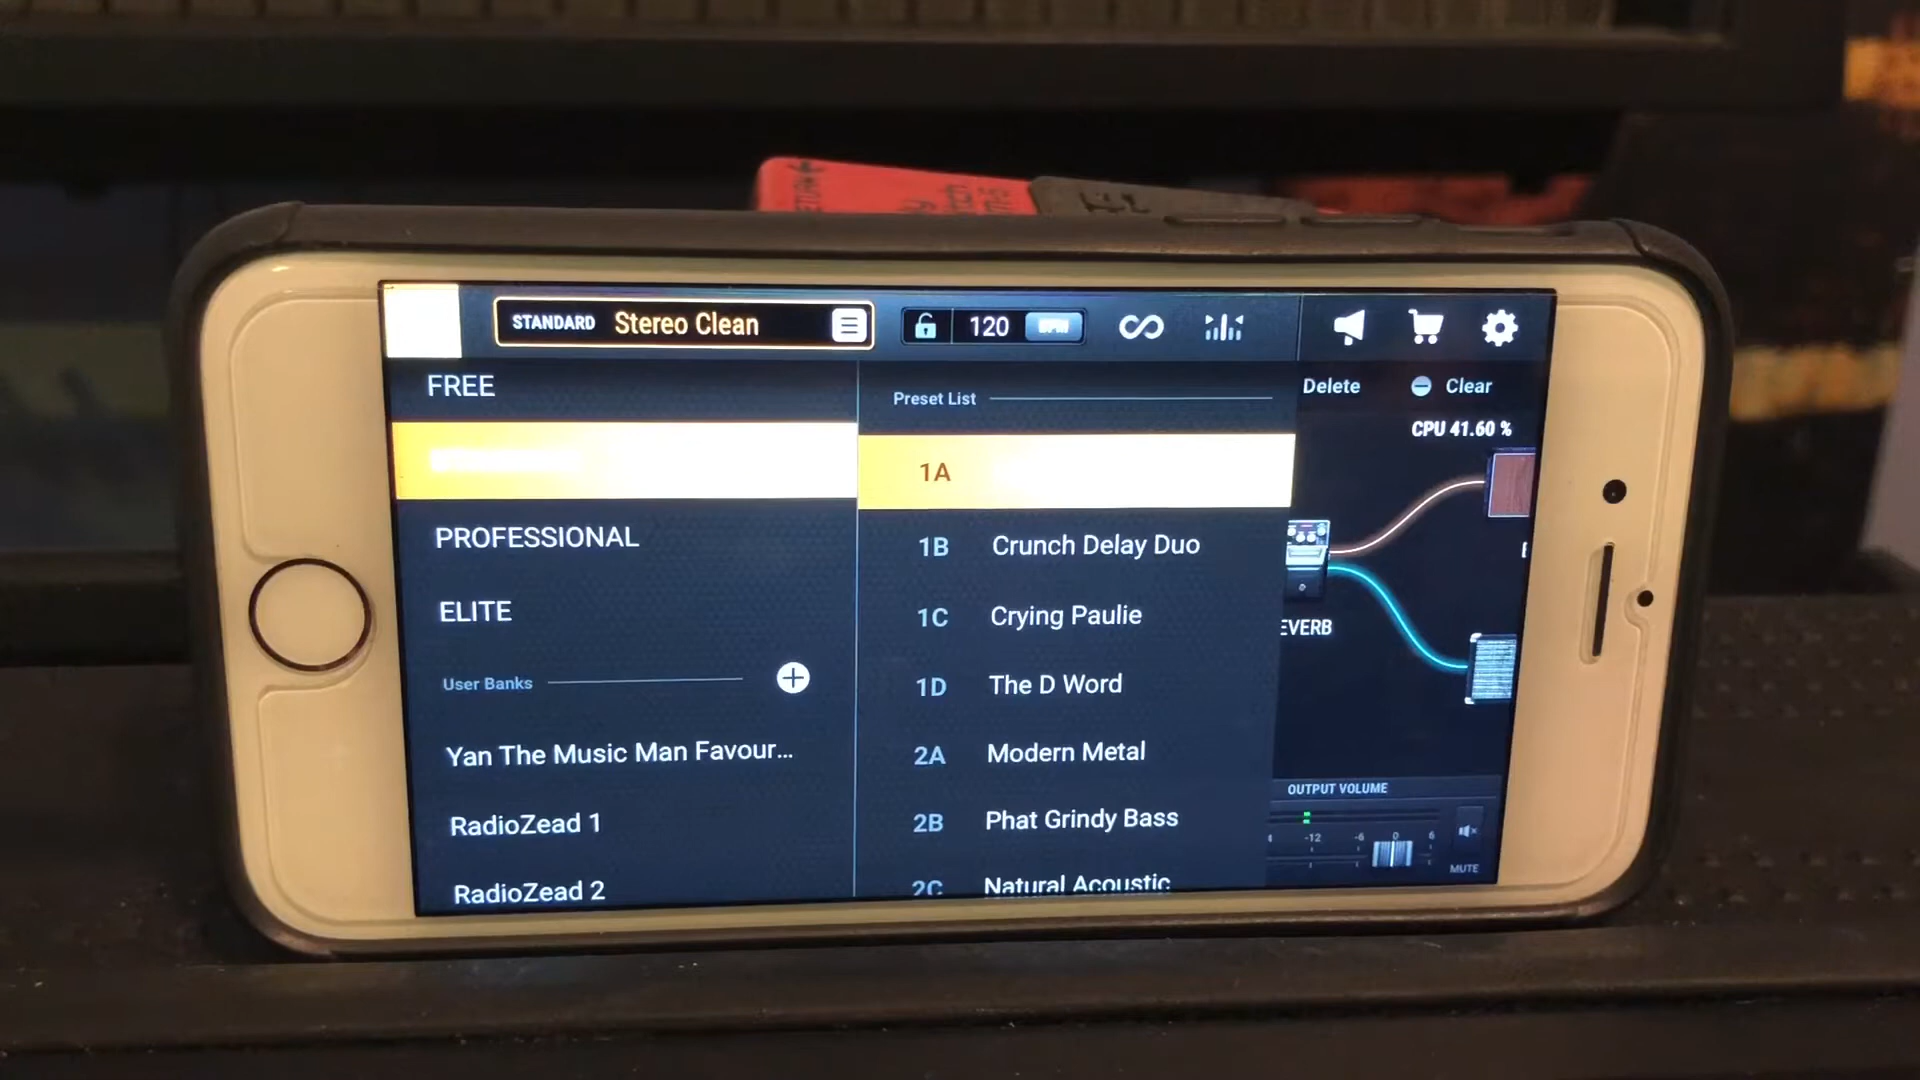 STANDARD Stereo Clean
120 BPM
FREE
PROFESSIONAL
ELITE
User Banks
Yan The Music Man Favour...
RadioZead 1
RadioZead 2
Preset List
1A
1B Crunch Delay Duo
1C Crying Paulie
1D The D Word
2A Modern Metal
2B Phat Grindy Bass
2C Natural Acoustic
Delete
Clear
CPU 41.60 %
EVERB
OUTPUT VOLUME
-12 -6 0 6
MUTE